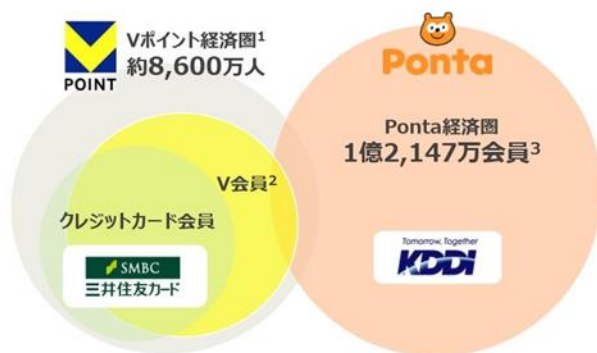 POINT
Vポイント経済圏1
約8,600万人
Ponta
Ponta経済圏
1億2,147万会員3
V会員2
クレジットカード会員
SMBC
三井住友カード
Tomorrow, Together
KDDI